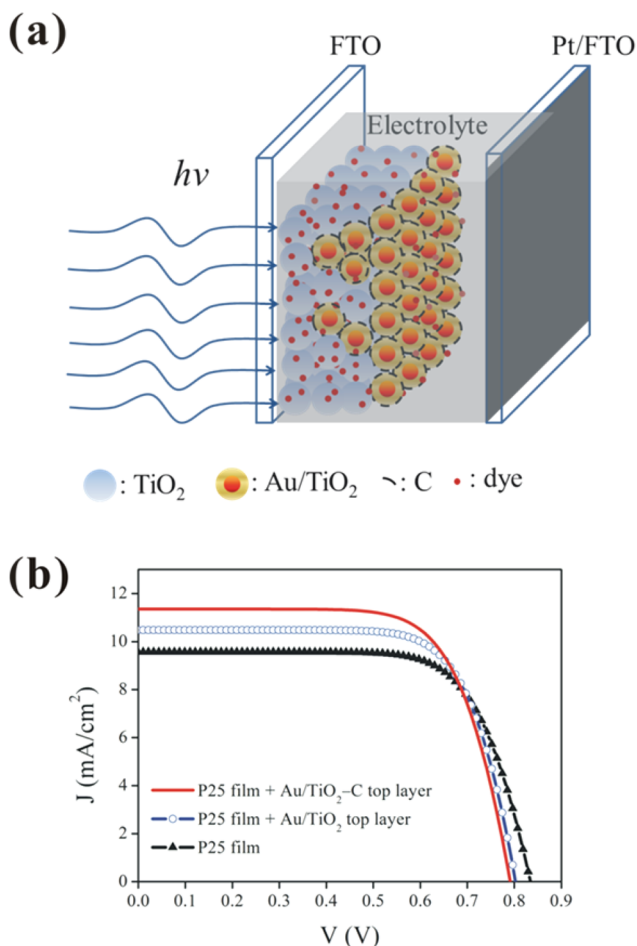 (a)
FTO
Pt/FTO
Electrolyte
hν
: TiO₂ : Au/TiO₂ : C : dye
(b)
12
10
8
6
4
2
0
J (mA/cm²)
P25 film + Au/TiO₂–C top layer
P25 film + Au/TiO₂ top layer
P25 film
0.0 0.1 0.2 0.3 0.4 0.5 0.6 0.7 0.8 0.9
V (V)